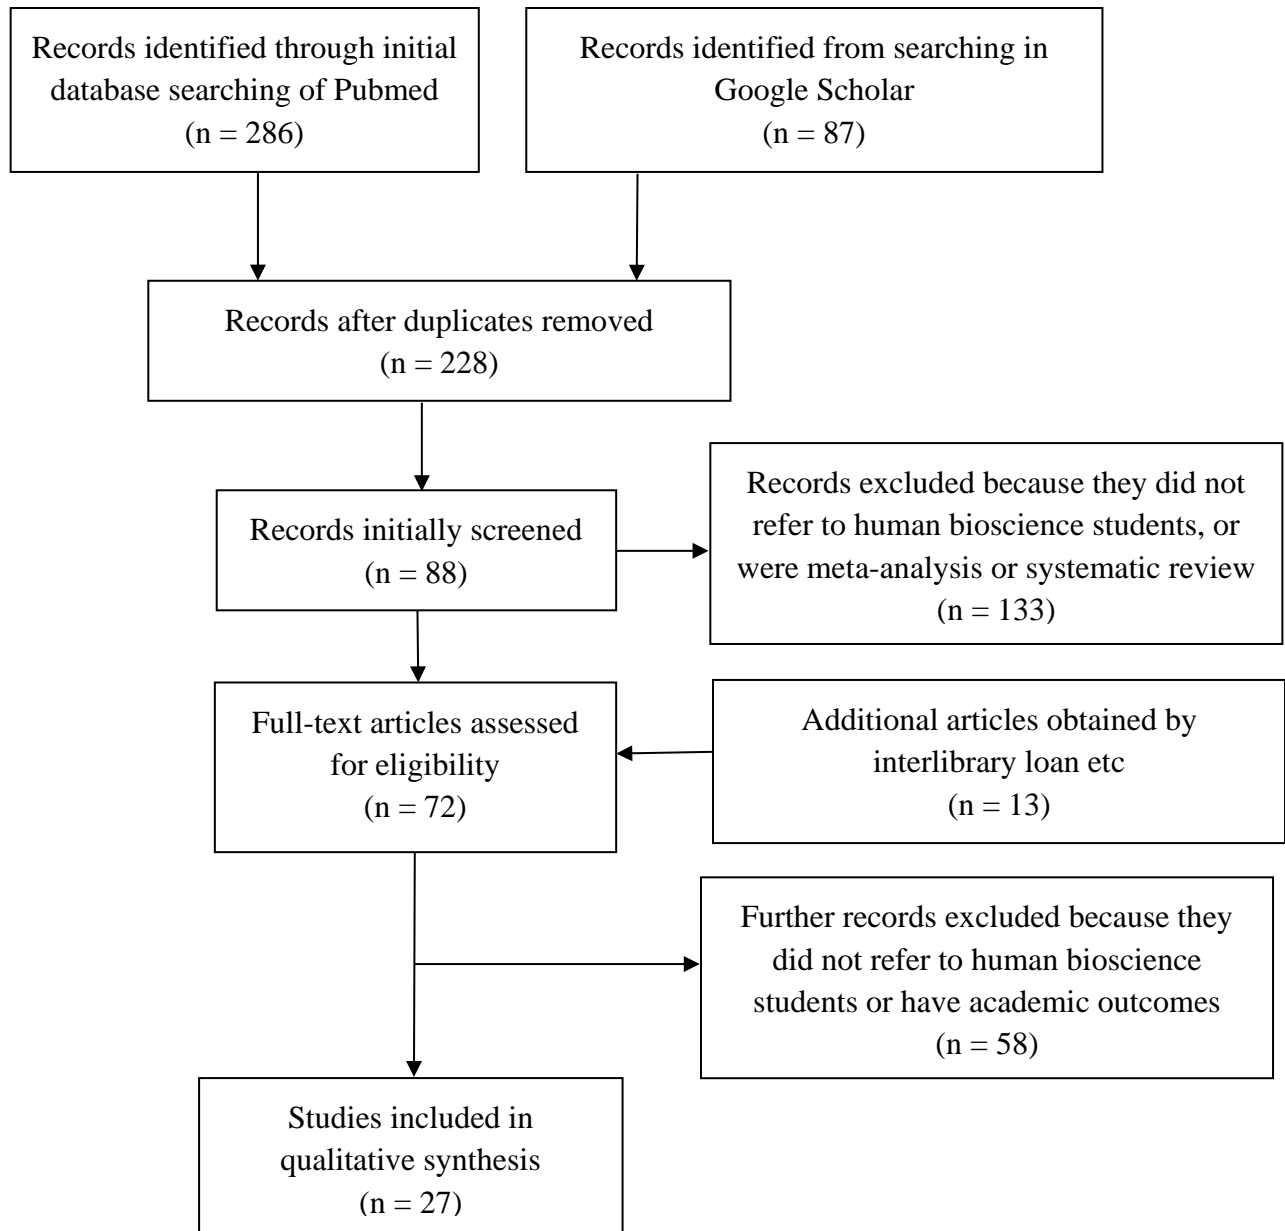 Records identified through initial
database searching of Pubmed
(n = 286)
Records identified from searching in
Google Scholar
(n = 87)
Records after duplicates removed
(n = 228)
Records initially screened
(n = 88)
Records excluded because they did not
refer to human bioscience students, or
were meta-analysis or systematic review
(n = 133)
Full-text articles assessed
for eligibility
(n = 72)
Additional articles obtained by
interlibrary loan etc
(n = 13)
Further records excluded because they
did not refer to human bioscience
students or have academic outcomes
(n = 58)
Studies included in
qualitative synthesis
(n = 27)